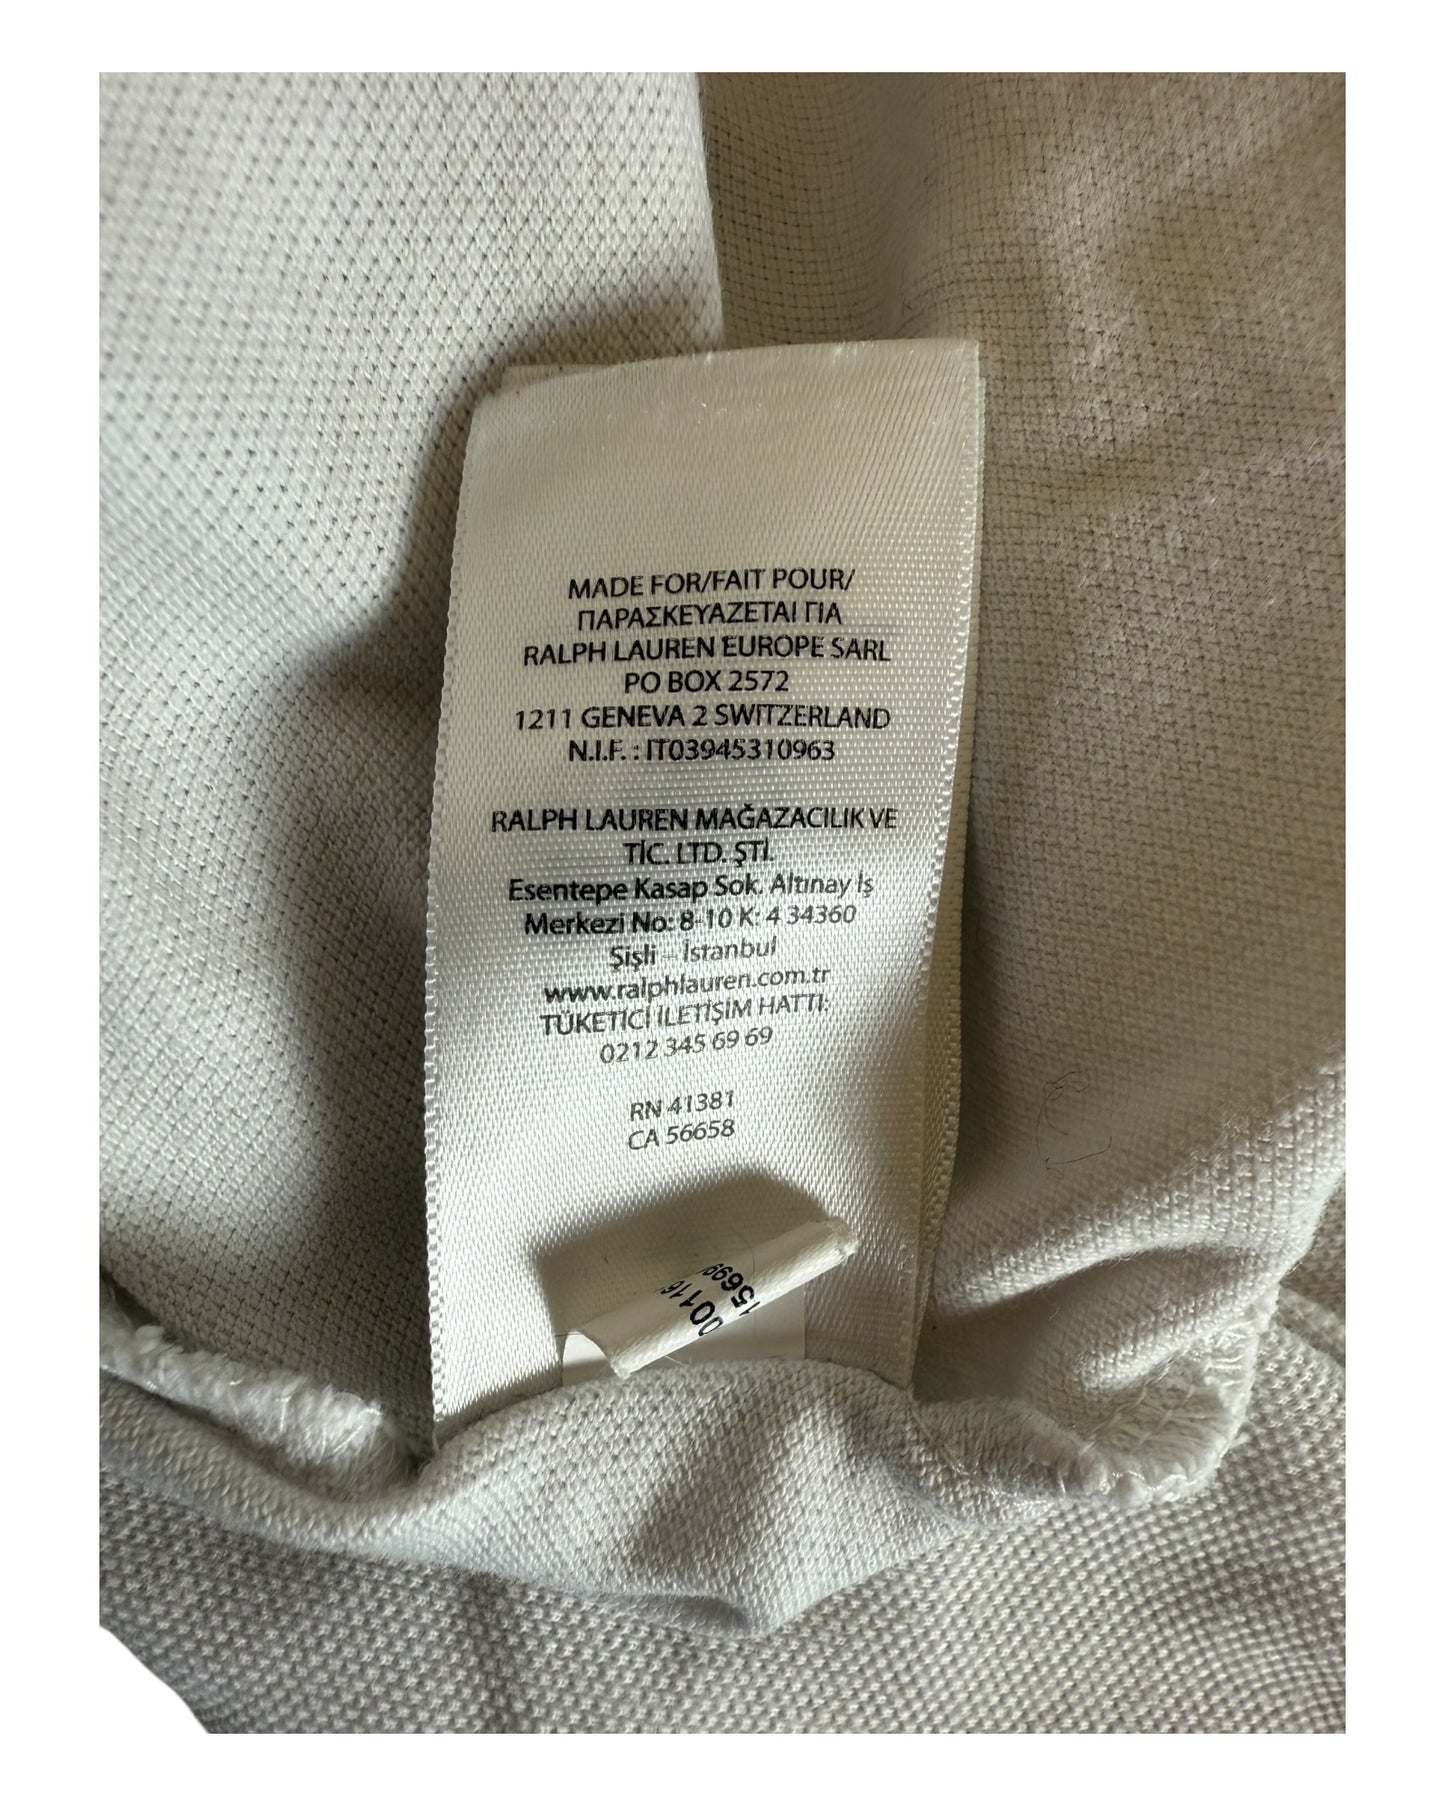 MADE FOR/FAIT POUR/
ΠΑΡΑΣΚΕΥΑΖΕΤΑΙ ΓΙΑ
RALPH LAUREN EUROPE SARL
PO BOX 2572
1211 GENEVA 2 SWITZERLAND
N.I.F. : IT03945310963
RALPH LAUREN MAĞAZACILIK VE
TİC. LTD. ŞTİ.
Esentepe Kasap Sok. Altınay İş
Merkezi No: 8-10 K: 4 34360
Şişli – İstanbul
www.ralphlauren.com.tr
TÜKETİCİ İLETİŞİM HATTI:
0212 345 69 69
RN 41381
CA 56658